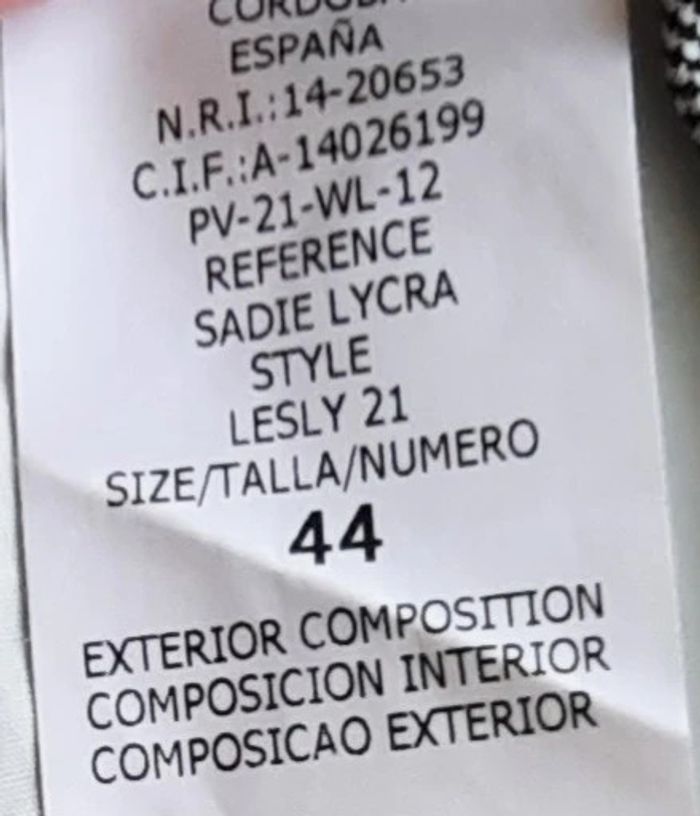 ESPAÑA
N.R.I.:14-20653
C.I.F.:A-14026199
PV-21-WL-12
REFERENCE
SADIE LYCRA
STYLE
LESLY 21
SIZE/TALLA/NUMERO
44
EXTERIOR COMPOSITION
COMPOSICION INTERIOR
COMPOSICAO EXTERIOR